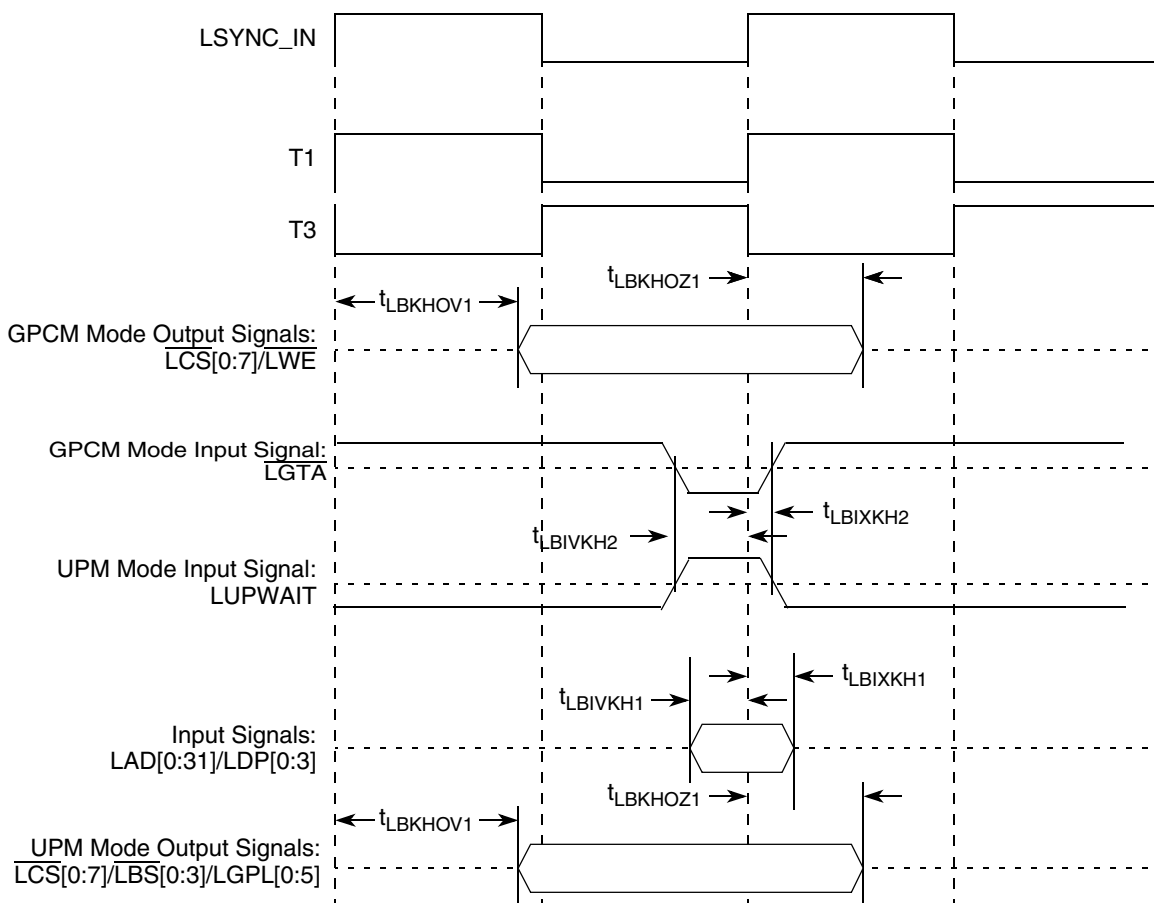 LSYNC_IN
T1
T3
tLBKHOZ1
tLBKHOV1
GPCM Mode Output Signals:
LCS[0:7]/LWE
GPCM Mode Input Signal:
LGTA
tLBIXKH2
tLBIVKH2
UPM Mode Input Signal:
LUPWAIT
tLBIXKH1
tLBIVKH1
Input Signals:
LAD[0:31]/LDP[0:3]
tLBKHOZ1
tLBKHOV1
UPM Mode Output Signals:
LCS[0:7]/LBS[0:3]/LGPL[0:5]